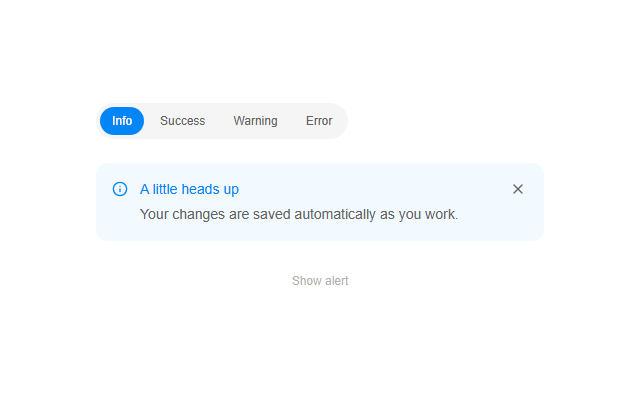 Info Success Warning Error
A little heads up
Your changes are saved automatically as you work.
Show alert